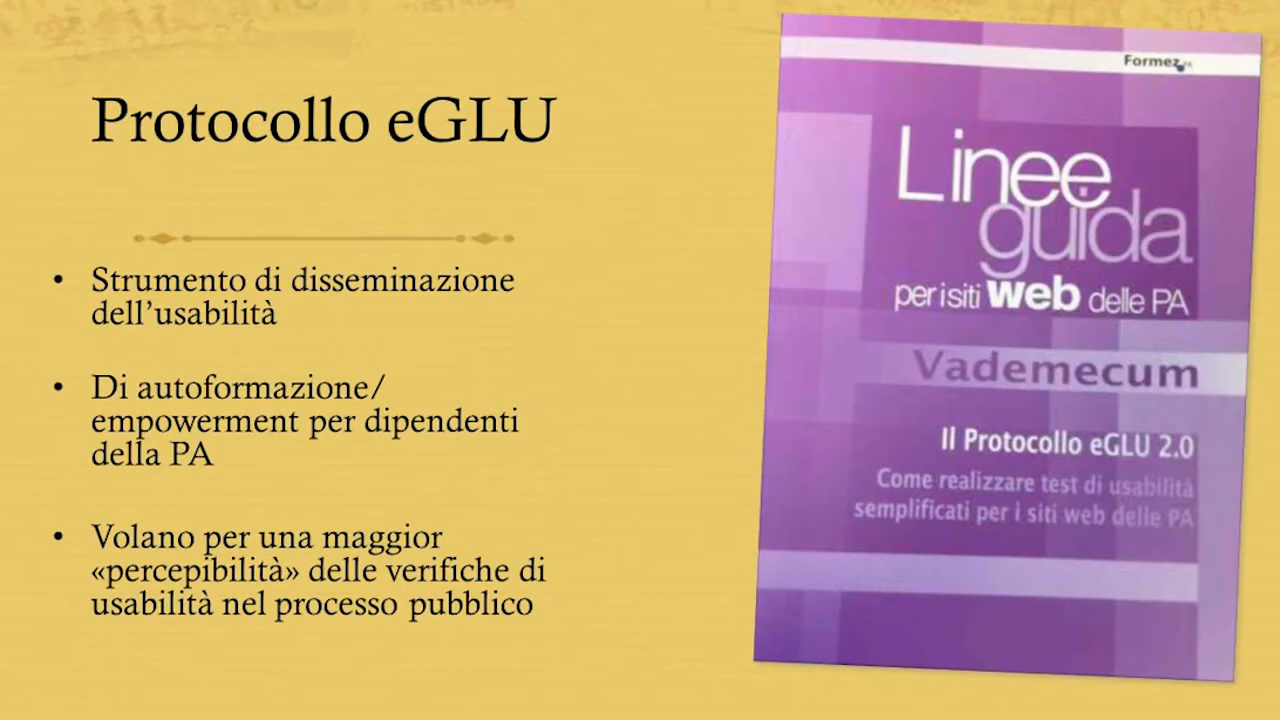 Protocollo eGLU
• Strumento di disseminazione
dell’usabilità
• Di autoformazione/
empowerment per dipendenti
della PA
• Volano per una maggior
«percepibilità» delle verifiche di
usabilità nel processo pubblico
Formez
Linee
guida
per i siti web delle PA
Vademecum
Il Protocollo eGLU 2.0
Come realizzare test di usabilità
semplificati per i siti web delle PA